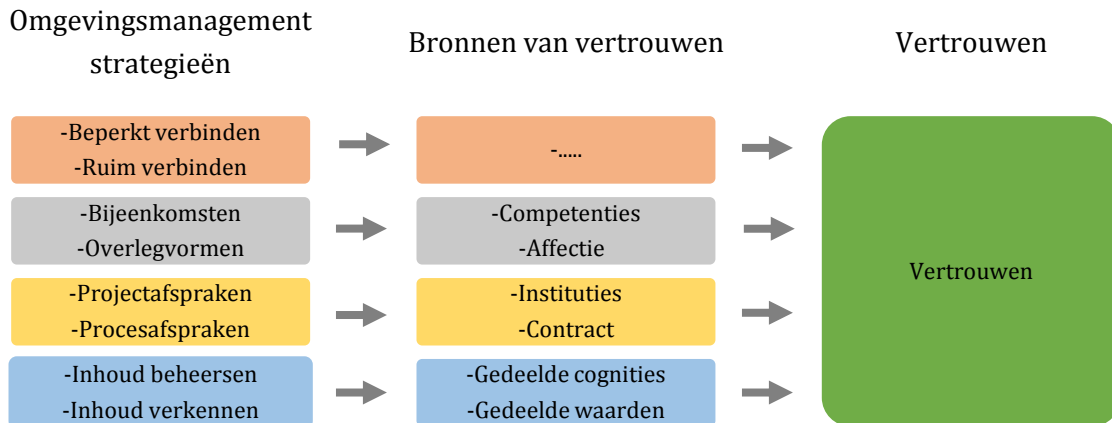 Omgevingsmanagement
strategieën
Bronnen van vertrouwen
Vertrouwen
-Beperkt verbinden
-Ruim verbinden
-.....
-Bijeenkomsten
-Overlegvormen
-Competenties
-Affectie
Vertrouwen
-Projectafspraken
-Procesafspraken
-Instituties
-Contract
-Inhoud beheersen
-Inhoud verkennen
-Gedeelde cognities
-Gedeelde waarden